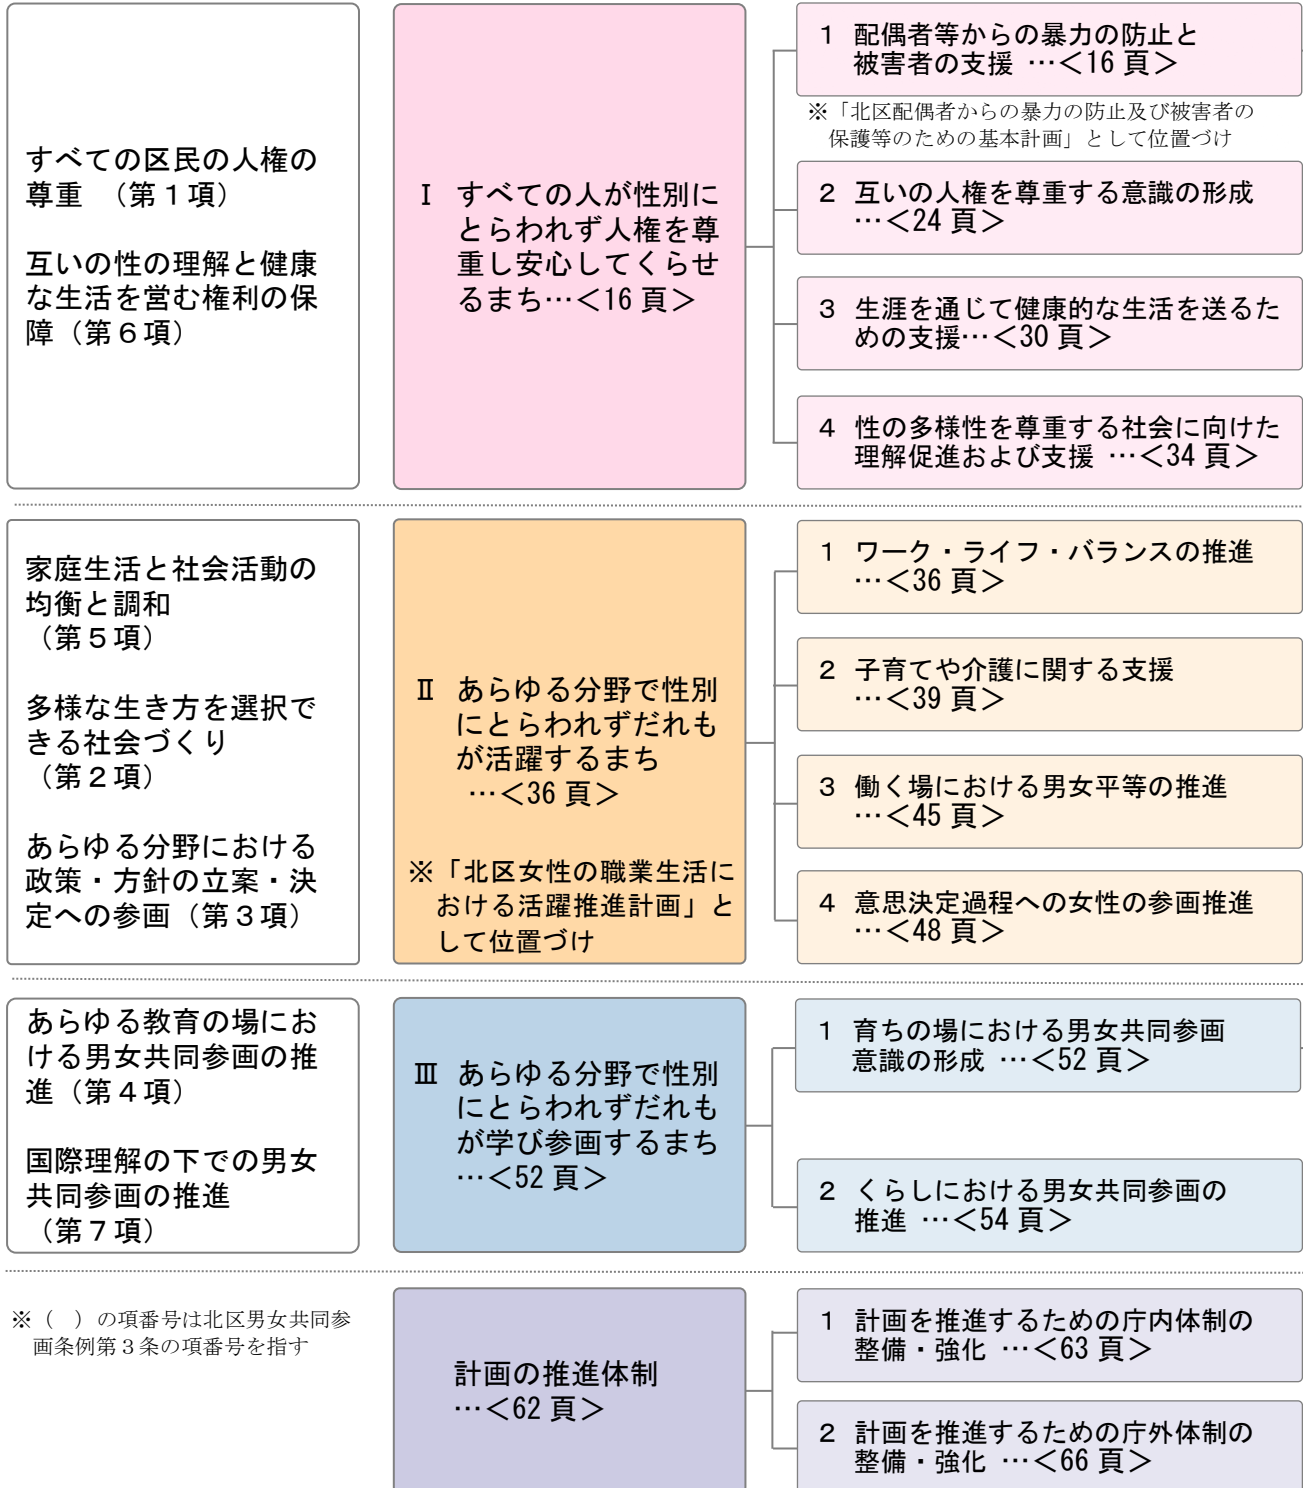 すべての区民の人権の
尊重　（第１項）
互いの性の理解と健康
な生活を営む権利の保
障（第６項）
Ⅰ　すべての人が性別に
とらわれず人権を尊
重し安心してくらせ
るまち…＜16 頁＞
１　配偶者等からの暴力の防止と
被害者の支援 …＜16 頁＞
※「北区配偶者からの暴力の防止及び被害者の
保護等のための基本計画」として位置づけ
２　互いの人権を尊重する意識の形成
…＜24 頁＞
３　生涯を通じて健康的な生活を送るた
めの支援…＜30 頁＞
４　性の多様性を尊重する社会に向けた
理解促進および支援 …＜34 頁＞
家庭生活と社会活動の
均衡と調和
（第５項）
多様な生き方を選択で
きる社会づくり
（第２項）
あらゆる分野における
政策・方針の立案・決
定への参画（第３項）
Ⅱ　あらゆる分野で性別
にとらわれずだれも
が活躍するまち
…＜36 頁＞
※「北区女性の職業生活に
おける活躍推進計画」と
して位置づけ
１　ワーク・ライフ・バランスの推進
…＜36 頁＞
２　子育てや介護に関する支援
…＜39 頁＞
３　働く場における男女平等の推進
…＜45 頁＞
４　意思決定過程への女性の参画推進
…＜48 頁＞
あらゆる教育の場にお
ける男女共同参画の推
進（第４項）
国際理解の下での男女
共同参画の推進
（第７項）
Ⅲ　あらゆる分野で性別
にとらわれずだれも
が学び参画するまち
…＜52 頁＞
１　育ちの場における男女共同参画
意識の形成 …＜52 頁＞
２　くらしにおける男女共同参画の
推進 …＜54 頁＞
※（　）の項番号は北区男女共同参
画条例第３条の項番号を指す
計画の推進体制
…＜62 頁＞
１　計画を推進するための庁内体制の
整備・強化 …＜63 頁＞
２　計画を推進するための庁外体制の
整備・強化 …＜66 頁＞